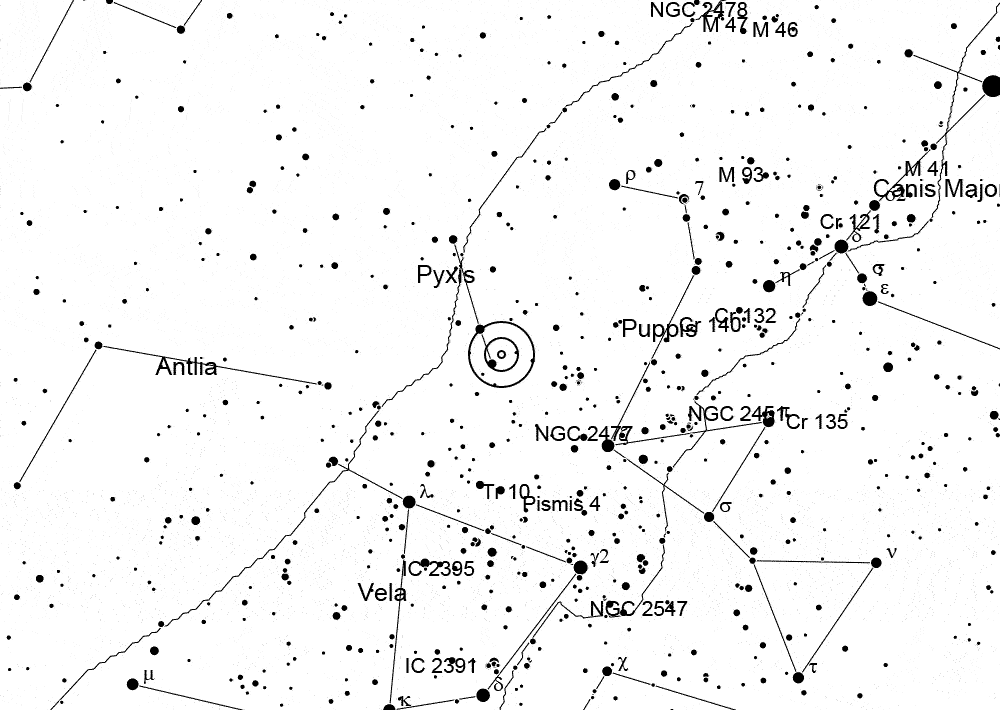 NGC 2478
M 47
M 46
ρ
7
M 93
M 41
Canis Major
ο2
Cr 121
δ
Pyxis
η
σ
ε
Puppis
Cr 140
Cr 132
Antlia
NGC 2451
π
Cr 135
NGC 2477
ζ
λ
Tr 10
Pismis 4
σ
γ2
ν
IC 2395
Vela
NGC 2547
IC 2391
χ
τ
μ
δ
κ